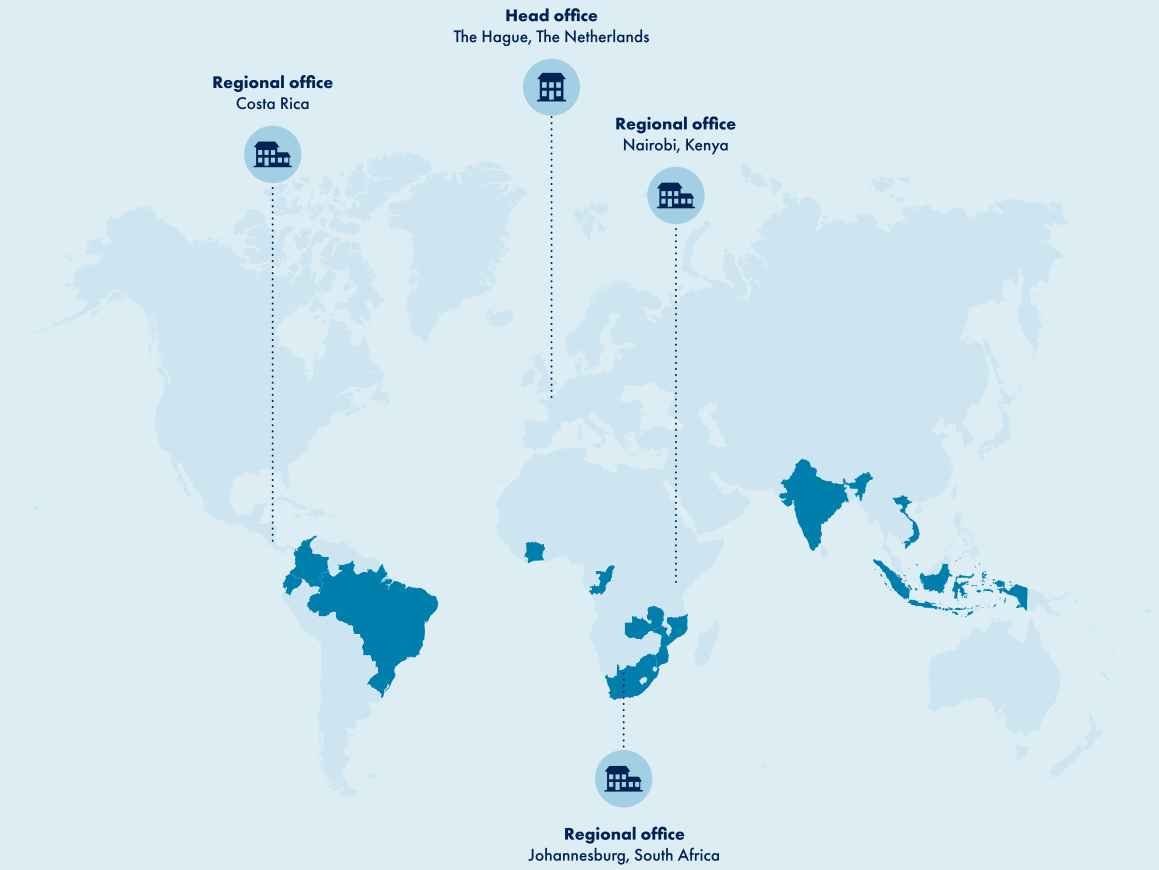 Head office
The Hague, The Netherlands
Regional office
Costa Rica
Regional office
Nairobi, Kenya
Regional office
Johannesburg, South Africa